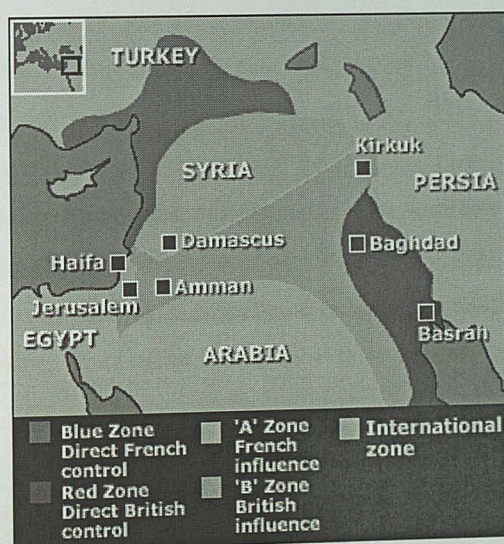 TURKEY
Kirkuk
SYRIA
PERSIA
Damascus
Baghdad
Haifa
Amman
Jerusalem
EGYPT
Basrah
ARABIA
Blue Zone
Direct French
control
Red Zone
Direct British
control
'A' Zone
French
influence
'B' Zone
British
influence
International
zone